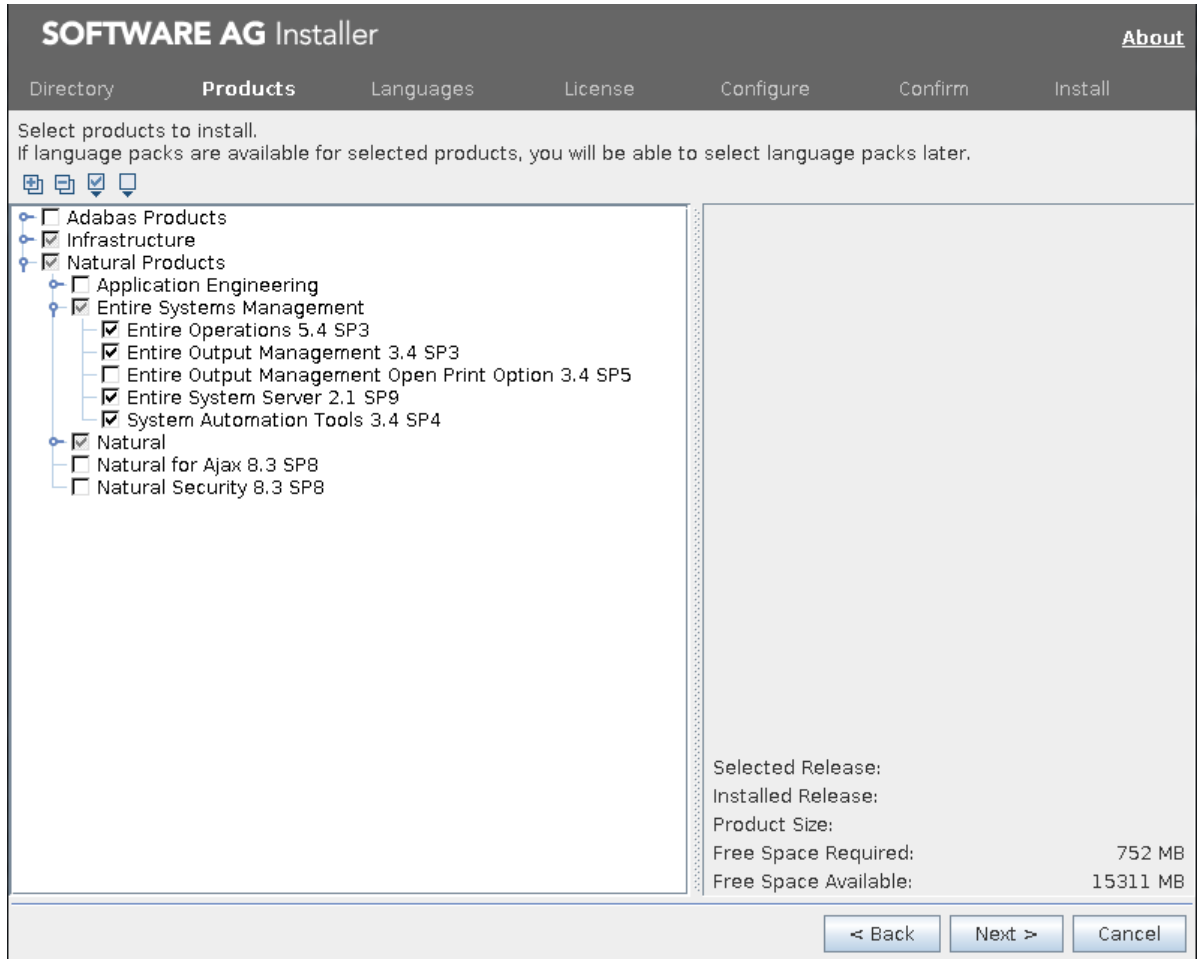 SOFTWARE AG Installer
About
Directory Products Languages License Configure Confirm Install
Select products to install.
If language packs are available for selected products, you will be able to select language packs later.
Adabas Products
Infrastructure
Natural Products
Application Engineering
Entire Systems Management
Entire Operations 5.4 SP3
Entire Output Management 3.4 SP3
Entire Output Management Open Print Option 3.4 SP5
Entire System Server 2.1 SP9
System Automation Tools 3.4 SP4
Natural
Natural for Ajax 8.3 SP8
Natural Security 8.3 SP8
Selected Release:
Installed Release:
Product Size:
Free Space Required: 752 MB
Free Space Available: 15311 MB
< Back Next > Cancel